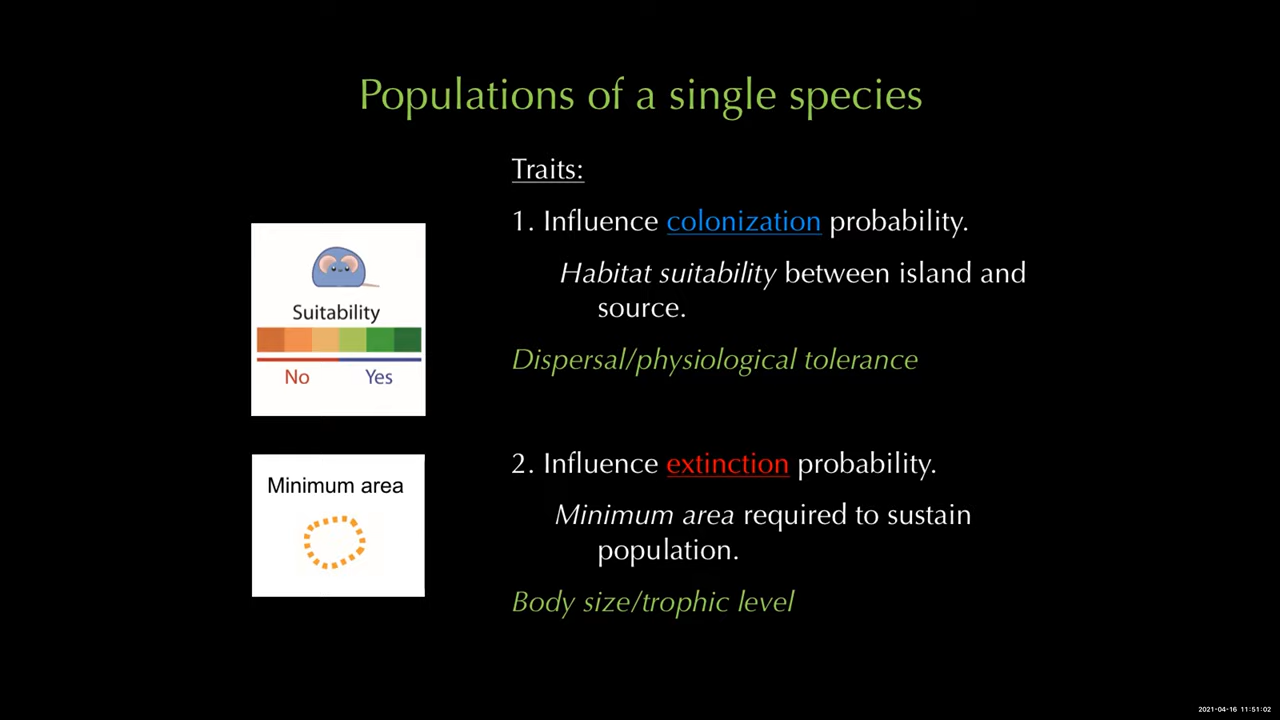 Populations of a single species
Traits:
1. Influence colonization probability.
Habitat suitability between island and
source.
Dispersal/physiological tolerance
Suitability
No Yes
2. Influence extinction probability.
Minimum area required to sustain
population.
Body size/trophic level
Minimum area
2021-04-16 11:51:02